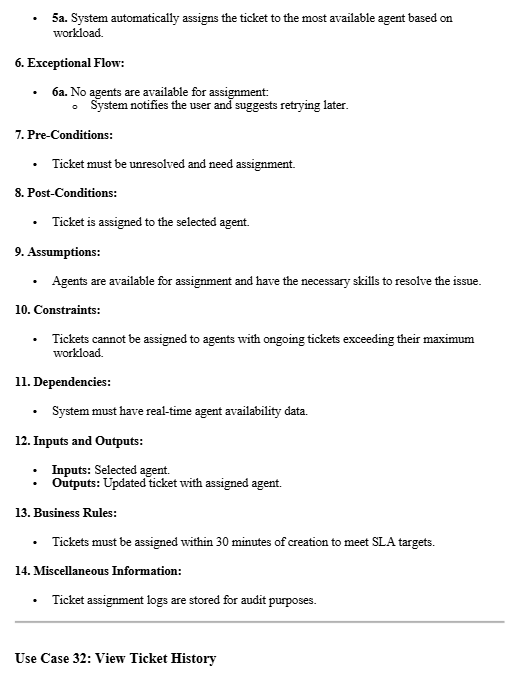 • 5a. System automatically assigns the ticket to the most available agent based on
workload.
6. Exceptional Flow:
• 6a. No agents are available for assignment:
o System notifies the user and suggests retrying later.
7. Pre-Conditions:
• Ticket must be unresolved and need assignment.
8. Post-Conditions:
• Ticket is assigned to the selected agent.
9. Assumptions:
• Agents are available for assignment and have the necessary skills to resolve the issue.
10. Constraints:
• Tickets cannot be assigned to agents with ongoing tickets exceeding their maximum
workload.
11. Dependencies:
• System must have real-time agent availability data.
12. Inputs and Outputs:
• Inputs: Selected agent.
• Outputs: Updated ticket with assigned agent.
13. Business Rules:
• Tickets must be assigned within 30 minutes of creation to meet SLA targets.
14. Miscellaneous Information:
• Ticket assignment logs are stored for audit purposes.
Use Case 32: View Ticket History